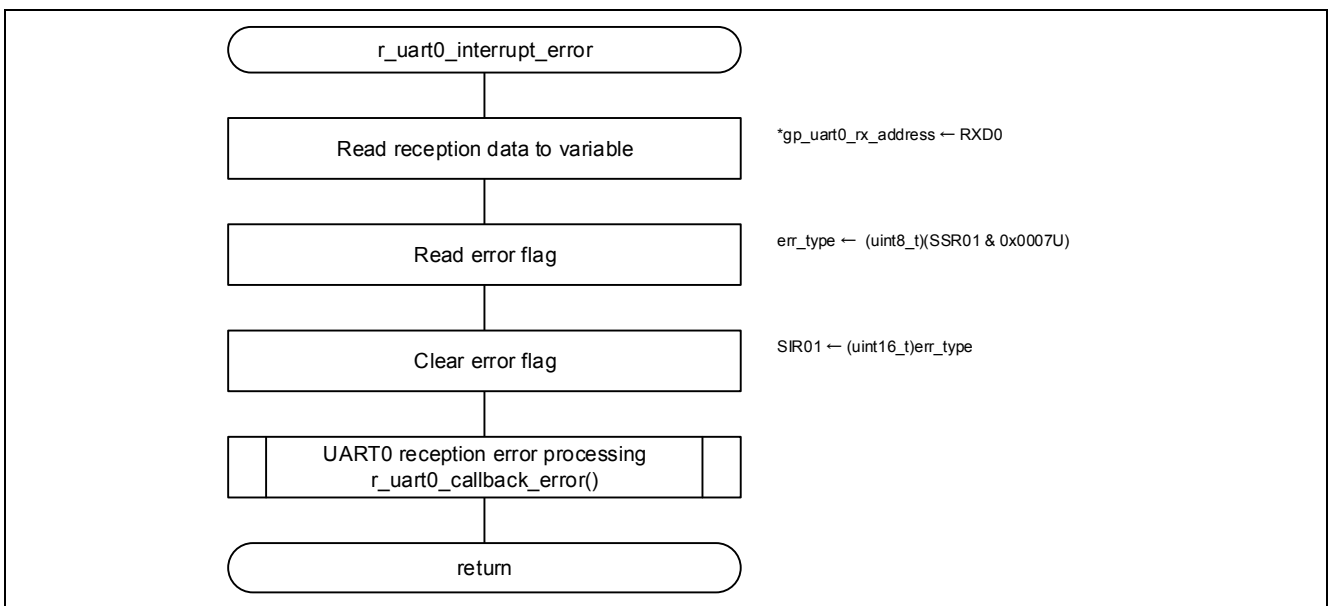 r_uart0_interrupt_error
Read reception data to variable
*gp_uart0_rx_address ← RXD0
Read error flag
err_type ← (uint8_t)(SSR01 & 0x0007U)
Clear error flag
SIR01 ← (uint16_t)err_type
UART0 reception error processing
r_uart0_callback_error()
return